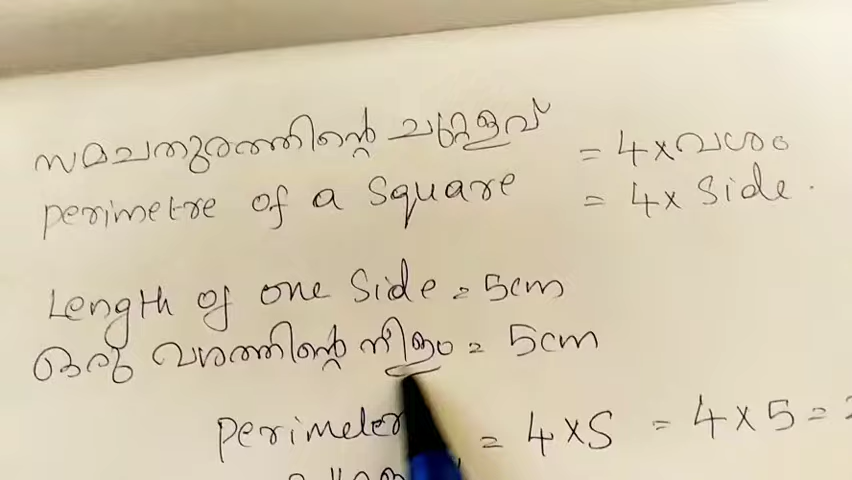 സമചതുരത്തിന്റെ ചുറ്റളവ് = 4 x വശം
perimetre of a square = 4 x side.
Length of one side = 5cm
ഒരു വശത്തിന്റെ നീളം = 5cm
perimeter = 4 x S = 4 x 5 =